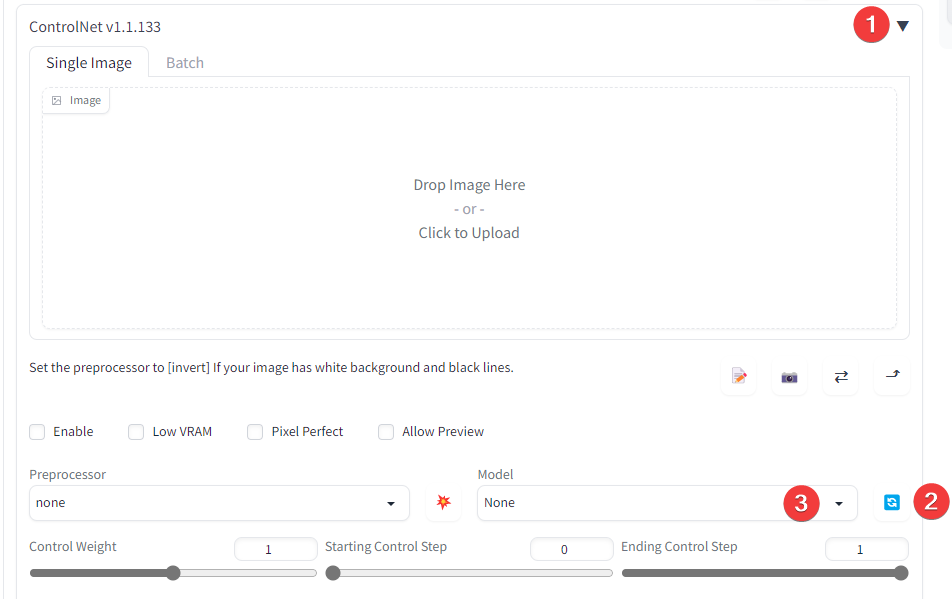 ControlNet v1.1.133
1
Single Image
Batch
Image
Drop Image Here
- or -
Click to Upload
Set the preprocessor to [invert] If your image has white background and black lines.
Enable
Low VRAM
Pixel Perfect
Allow Preview
Preprocessor
Model
none
None
3
2
Control Weight
1
Starting Control Step
0
Ending Control Step
1